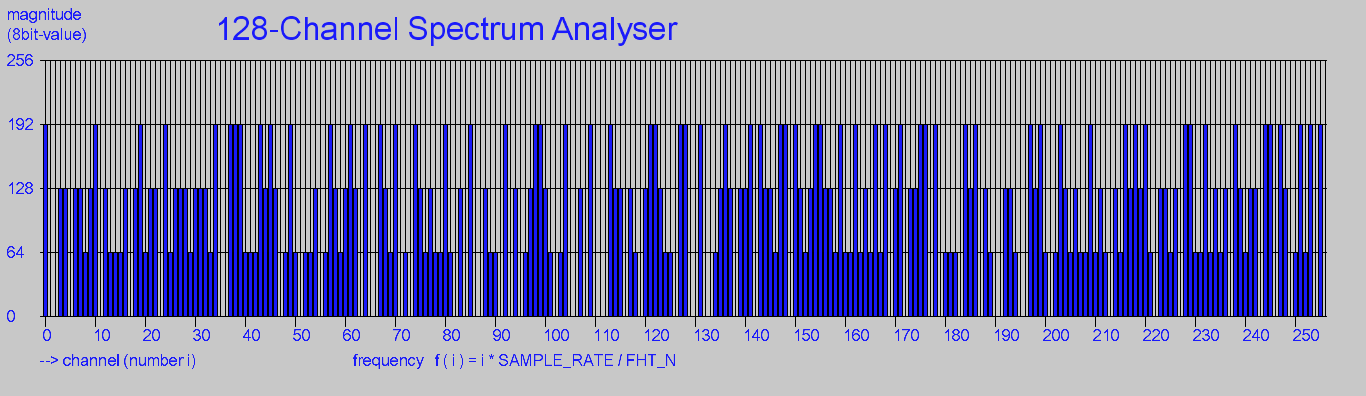 magnitude
(8bit-value)
128-Channel Spectrum Analyser
256
192
128
64
0
0 10 20 30 40 50 60 70 80 90 100 110 120 130 140 150 160 170 180 190 200 210 220 230 240 250
--> channel (number i) frequency f ( i ) = i * SAMPLE_RATE / FHT_N